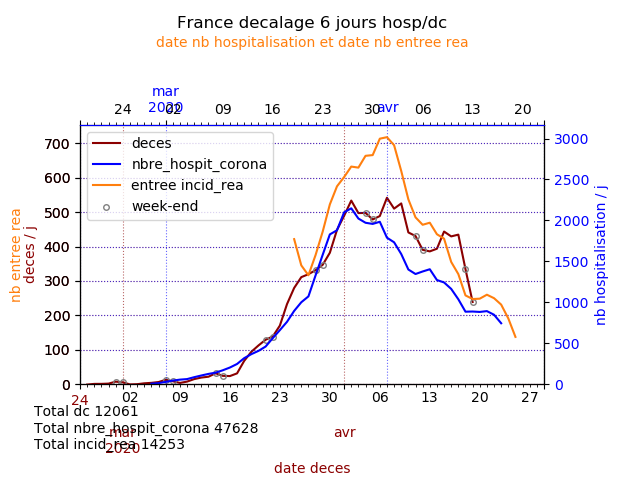 France decalage 6 jours hosp/dc
date nb hospitalisation et date nb entree rea
mar
2020
avr
24 02 09 16 23 30 06 13 20
deces
nbre_hospit_corona
entree incid_rea
week-end
700
600
500
400
300
200
100
0
3000
2500
2000
1500
1000
500
0
nb entree rea
deces / j
nb hospitalisation / j
24 02 09 16 23 30 06 13 20 27
Total dc 12061
Total nbre_hospit_corona 47628
Total incid_rea 14253
mar
2020
avr
date deces